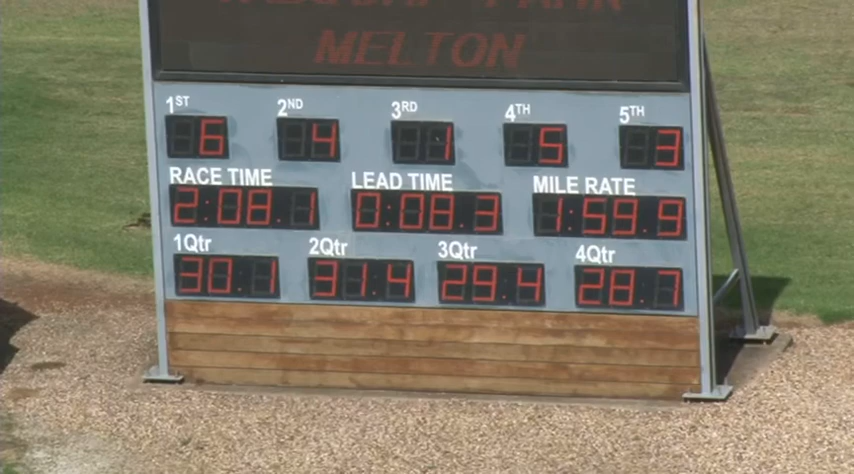 MELTON
1ST 2ND 3RD 4TH 5TH
6 4 1 5 3
RACE TIME LEAD TIME MILE RATE
2:08.1 0:08.3 1:59.9
1Qtr 2Qtr 3Qtr 4Qtr
30.1 31.4 29.4 28.7